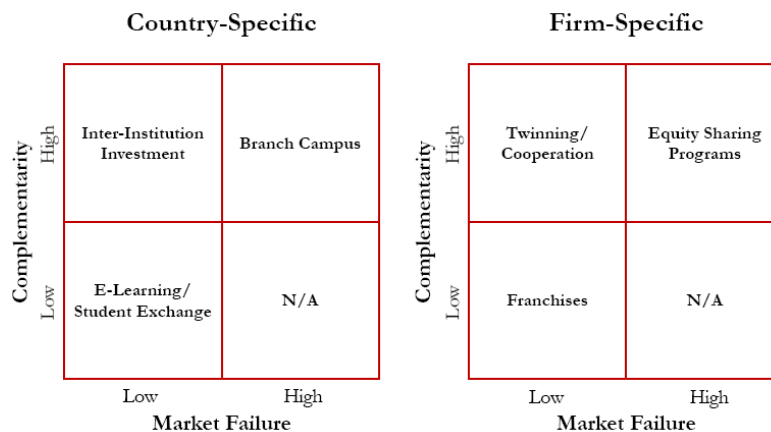 Country-Specific
Firm-Specific
Complementarity
High
Low
Inter-Institution
Investment
Branch Campus
E-Learning/
Student Exchange
N/A
Low
High
Market Failure
Complementarity
High
Low
Twinning/
Cooperation
Equity Sharing
Programs
Franchises
N/A
Low
High
Market Failure